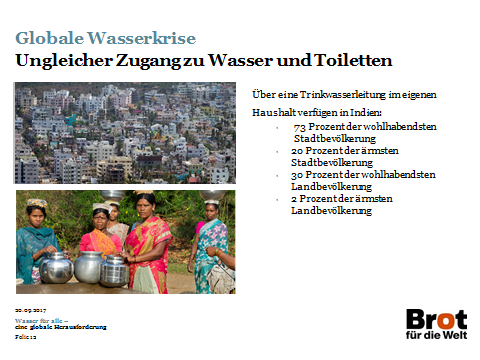 Globale Wasserkrise
Ungleicher Zugang zu Wasser und Toiletten
Über eine Trinkwasserleitung im eigenen
Haushalt verfügen in Indien:
73 Prozent der wohlhabendsten
Stadtbevölkerung
20 Prozent der ärmsten
Stadtbevölkerung
30 Prozent der wohlhabendsten
Landbevölkerung
2 Prozent der ärmsten
Landbevölkerung
20.09.2017
Wasser für alle –
eine globale Herausforderung
Folie 12
Brot
für die Welt